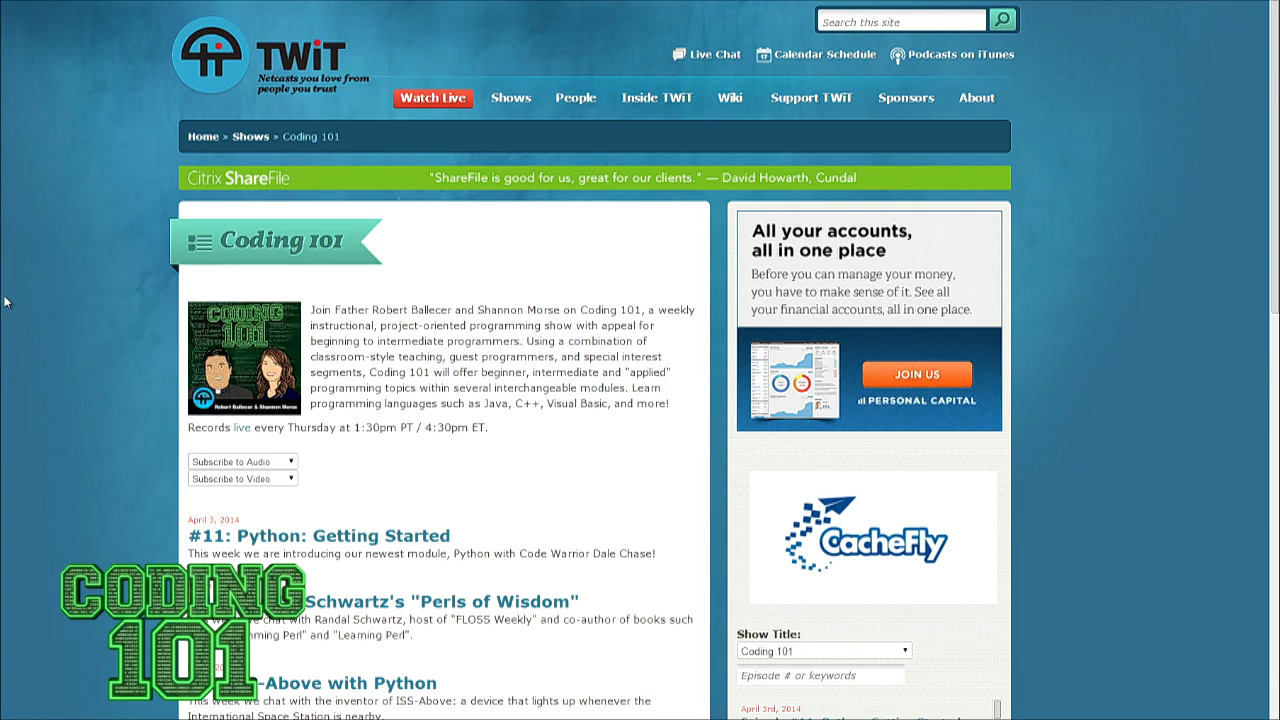 Search this site
TWiT
Netcasts you love from
people you trust
Live Chat
Calendar Schedule
Podcasts on iTunes
Watch Live
Shows
People
Inside TWiT
Wiki
Support TWiT
Sponsors
About
Home » Shows » Coding 101
Citrix ShareFile
"ShareFile is good for us, great for our clients." — David Howarth, Cundal
Coding 101
CODING
101
Robert Ballecer & Shannon Morse
Join Father Robert Ballecer and Shannon Morse on Coding 101, a weekly
instructional, project-oriented programming show with appeal for
beginning to intermediate programmers. Using a combination of
classroom-style teaching, guest programmers, and special interest
segments, Coding 101 will offer beginner, intermediate and "applied"
programming topics within several interchangeable modules. Learn
programming languages such as Java, C++, Visual Basic, and more!
Records live every Thursday at 1:30pm PT / 4:30pm ET.
Subscribe to Audio
Subscribe to Video
April 3, 2014
#11: Python: Getting Started
This week we are introducing our newest module, Python with Code Warrior Dale Chase!
Schwartz's "Perls of Wisdom"
chat with Randal Schwartz, host of "FLOSS Weekly" and co-author of books such
Perl" and "Learning Perl".
-Above with Python
This week we chat with the inventor of ISS-Above: a device that lights up whenever the
International Space Station is nearby.
CODING
101
All your accounts,
all in one place
Before you can manage your money,
you have to make sense of it. See all
your financial accounts, all in one place.
JOIN US
PERSONAL CAPITAL
CacheFly
Show Title:
Coding 101
Episode # or keywords
April 3rd, 2014
Episode #11: Python: Getting Started